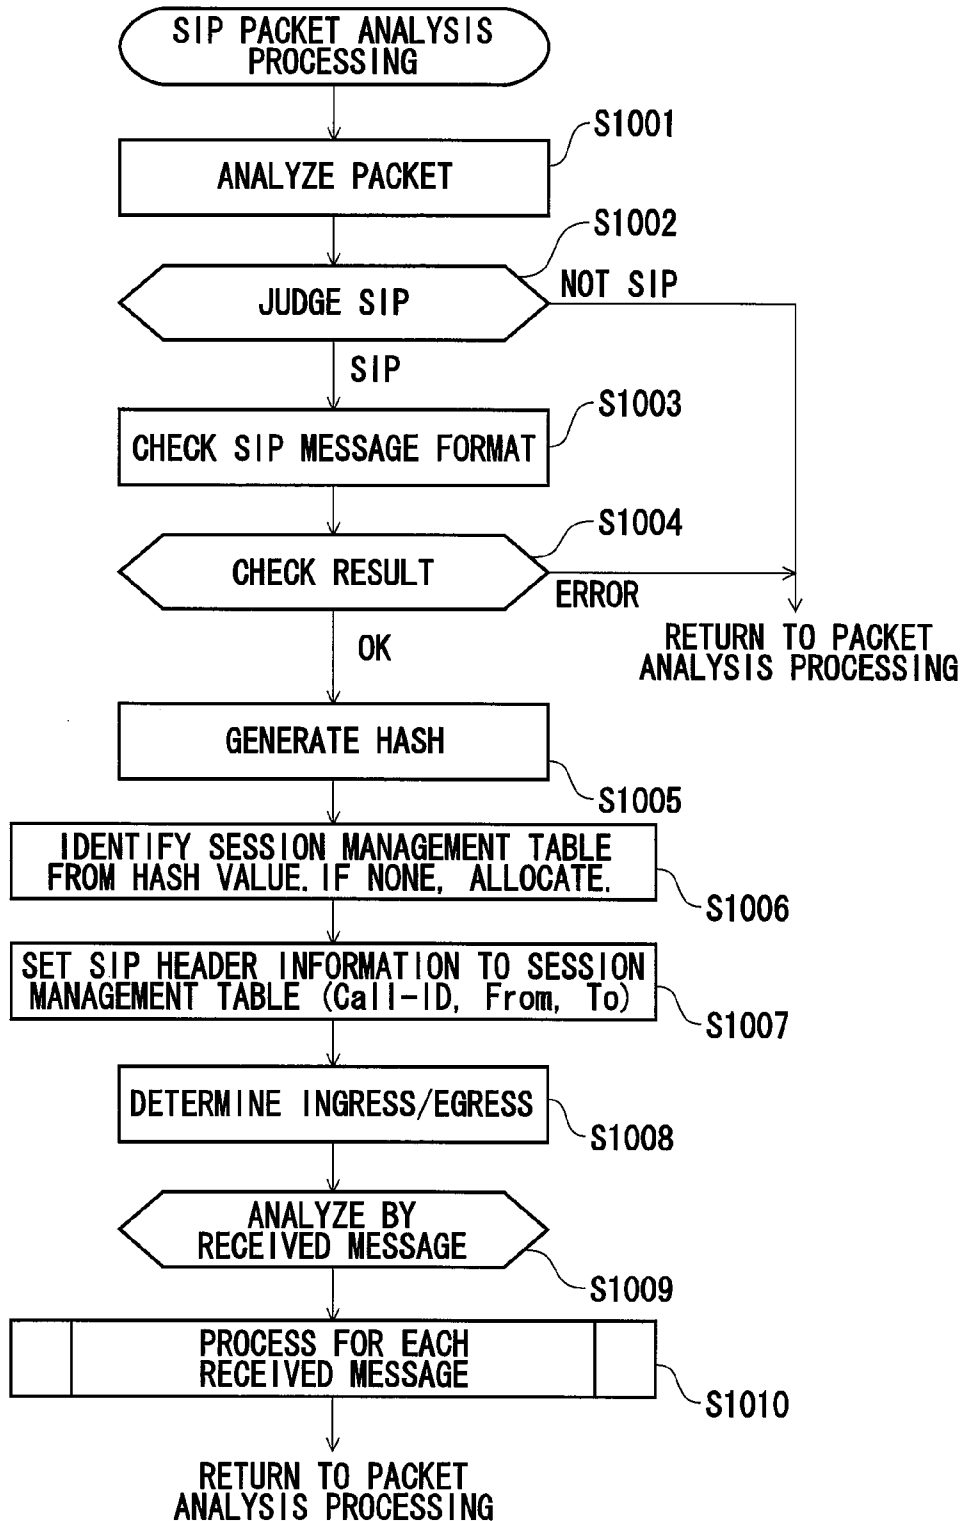 SIP PACKET ANALYSIS
PROCESSING
S1001
ANALYZE PACKET
S1002
JUDGE SIP
NOT SIP
SIP
S1003
CHECK SIP MESSAGE FORMAT
S1004
CHECK RESULT
ERROR
OK
RETURN TO PACKET
ANALYSIS PROCESSING
GENERATE HASH
S1005
IDENTIFY SESSION MANAGEMENT TABLE
FROM HASH VALUE. IF NONE, ALLOCATE.
S1006
SET SIP HEADER INFORMATION TO SESSION
MANAGEMENT TABLE (Call-ID, From, To)
S1007
DETERMINE INGRESS/EGRESS
S1008
ANALYZE BY
RECEIVED MESSAGE
S1009
PROCESS FOR EACH
RECEIVED MESSAGE
S1010
RETURN TO PACKET
ANALYSIS PROCESSING